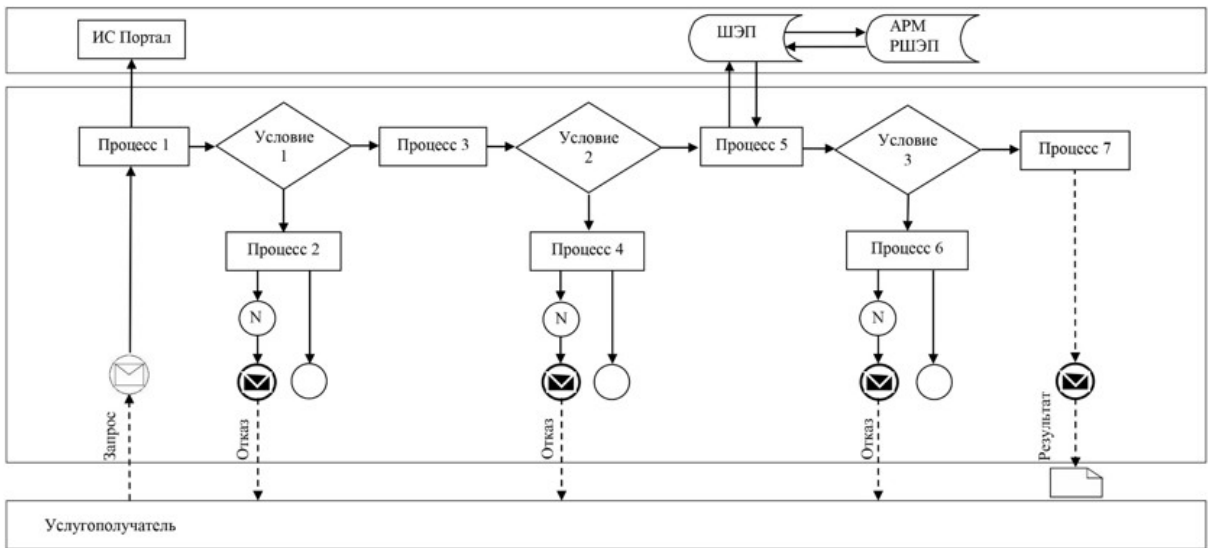 ИС Портал
ШЭП
АРМ
РШЭП
Процесс 1
Условие
1
Процесс 3
Условие
2
Процесс 5
Условие
3
Процесс 7
Процесс 2
Процесс 4
Процесс 6
N
N
N
Запрос
Отказ
Отказ
Отказ
Результат
Услугополучатель